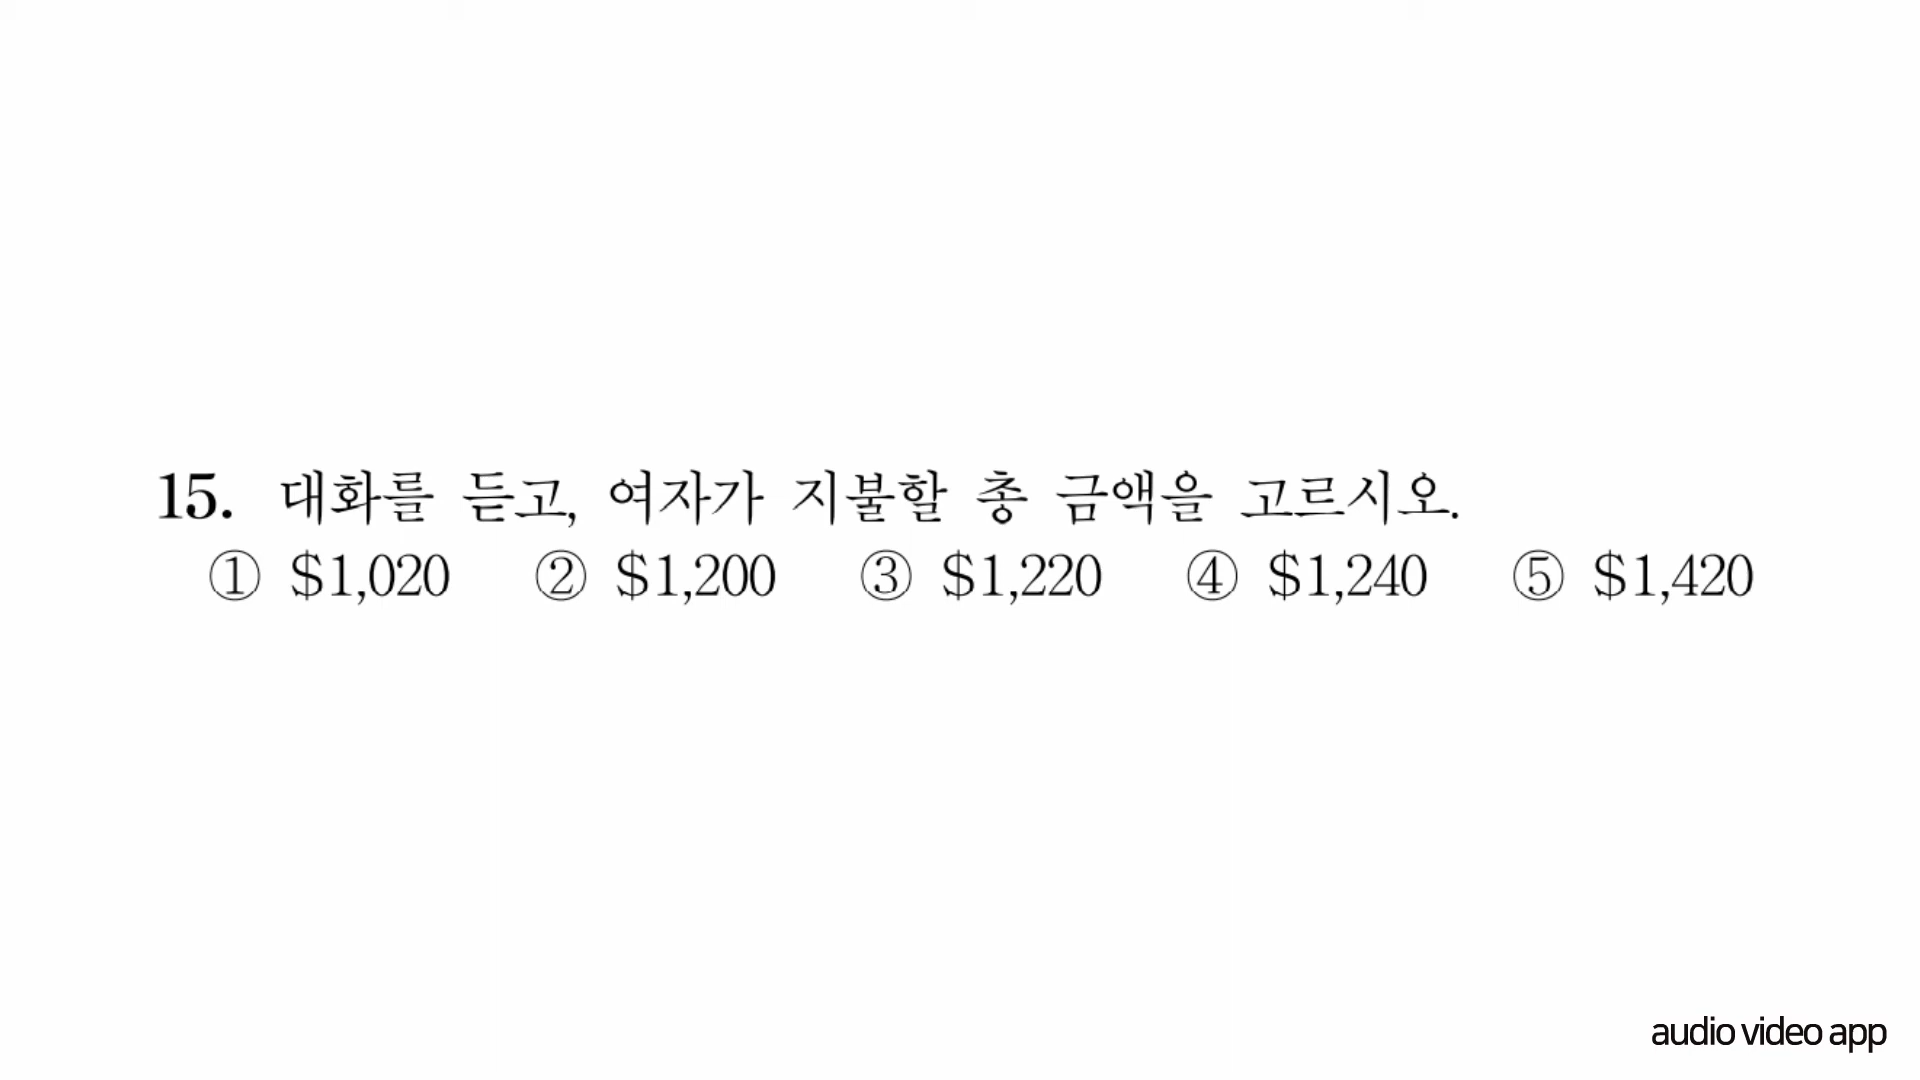 15. 대화를 듣고, 여자가 지불할 총 금액을 고르시오.
① $1,020 ② $1,200 ③ $1,220 ④ $1,240 ⑤ $1,420
audio video app